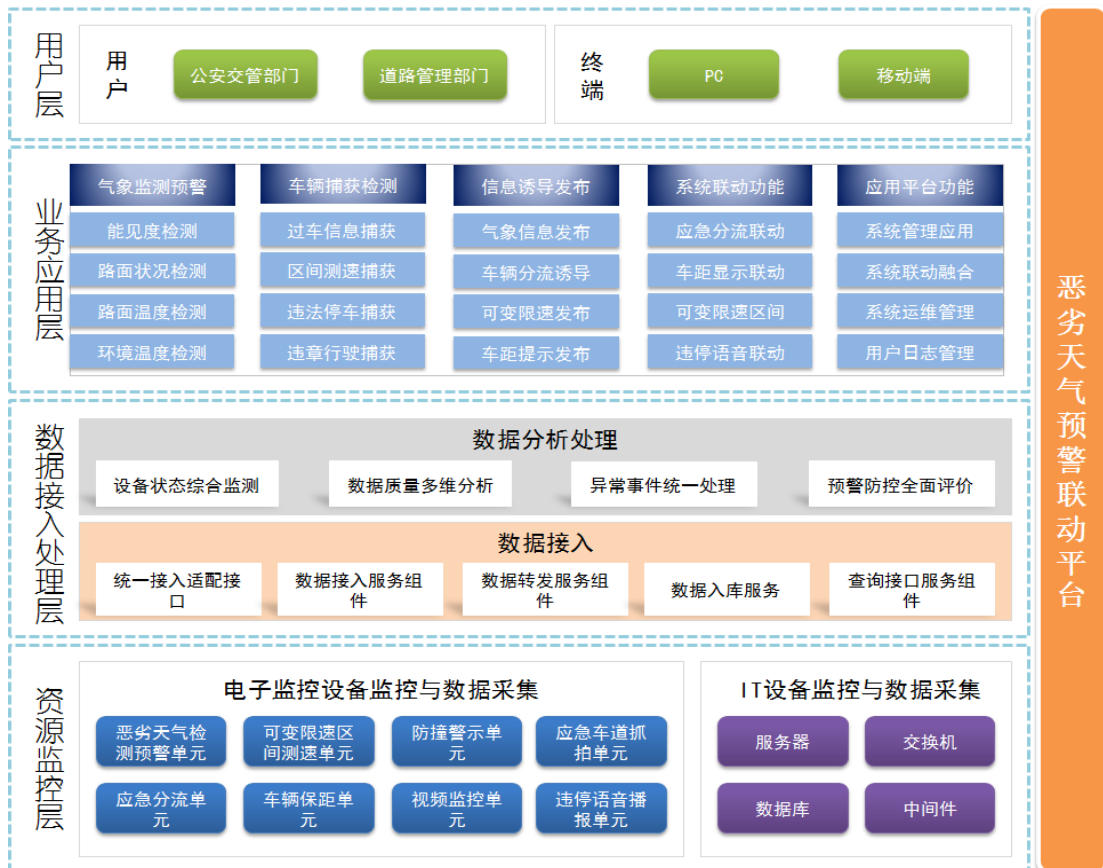 用户层
用户
公安交管部门
道路管理部门
终端
PC
移动端
业务应用层
气象监测预警
车辆捕获检测
信息诱导发布
系统联动功能
应用平台功能
能见度检测
过车信息捕获
气象信息发布
应急分流联动
系统管理应用
路面状况检测
区间测速捕获
车辆分流诱导
车距显示联动
系统联动融合
路面温度检测
违法停车捕获
可变限速发布
可变限速区间
系统运维管理
环境温度检测
违章行驶捕获
车距提示发布
违停语音联动
用户日志管理
数据接入处理层
数据分析处理
设备状态综合监测
数据质量多维分析
异常事件统一处理
预警防控全面评价
数据接入
统一接入适配接
口
数据接入服务组
件
数据转发服务组
件
数据入库服务
查询接口服务组
件
资源监控层
电子监控设备监控与数据采集
恶劣天气检
测预警单元
可变限速区
间测速单元
防撞警示单
元
应急车道抓
拍单元
应急分流单
元
车辆保距单
元
视频监控单
元
违停语音播
报单元
IT设备监控与数据采集
服务器
交换机
数据库
中间件
恶劣天气预警联动平台